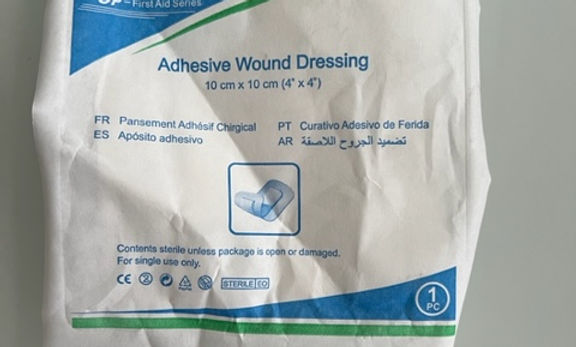 First Aid Series
Adhesive Wound Dressing
10 cm x 10 cm (4" x 4")
FR Pansement Adhésif Chirgical
ES Apósito adhesivo
PT Curativo Adesivo de Ferida
AR تضميد الجروح اللاصقة
Contents sterile unless package is open or damaged.
For single use only.
CE STERILE EO
1
PC